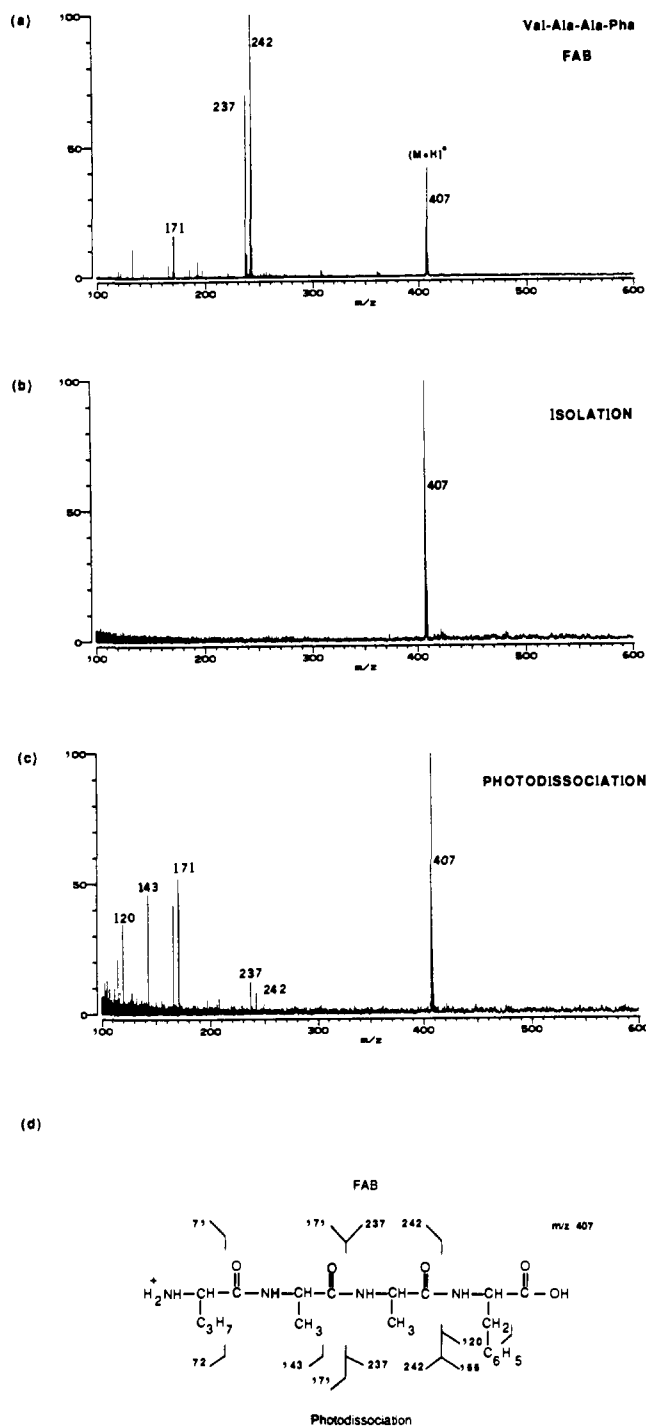 (a)
Val-Ala-Ala-Pha
FAB
100
242
237
50
(M+H)+
407
171
0
100 200 300 400 500 600
m/z
(b)
100
ISOLATION
407
50
0
100 200 300 400 500 600
m/z
(c)
100
PHOTODISSOCIATION
407
50
171
143
120
237
242
0
100 200 300 400 500 600
m/z
(d)
FAB
71 171 237 242 m/z 407
O O O O
+
H2NH—CH—C—NH—CH—C—NH—CH—C—NH—CH—C—OH
C3H7 CH3 CH3 CH2
120
C6H5
72 143 237 242 166
171
Photodissociation